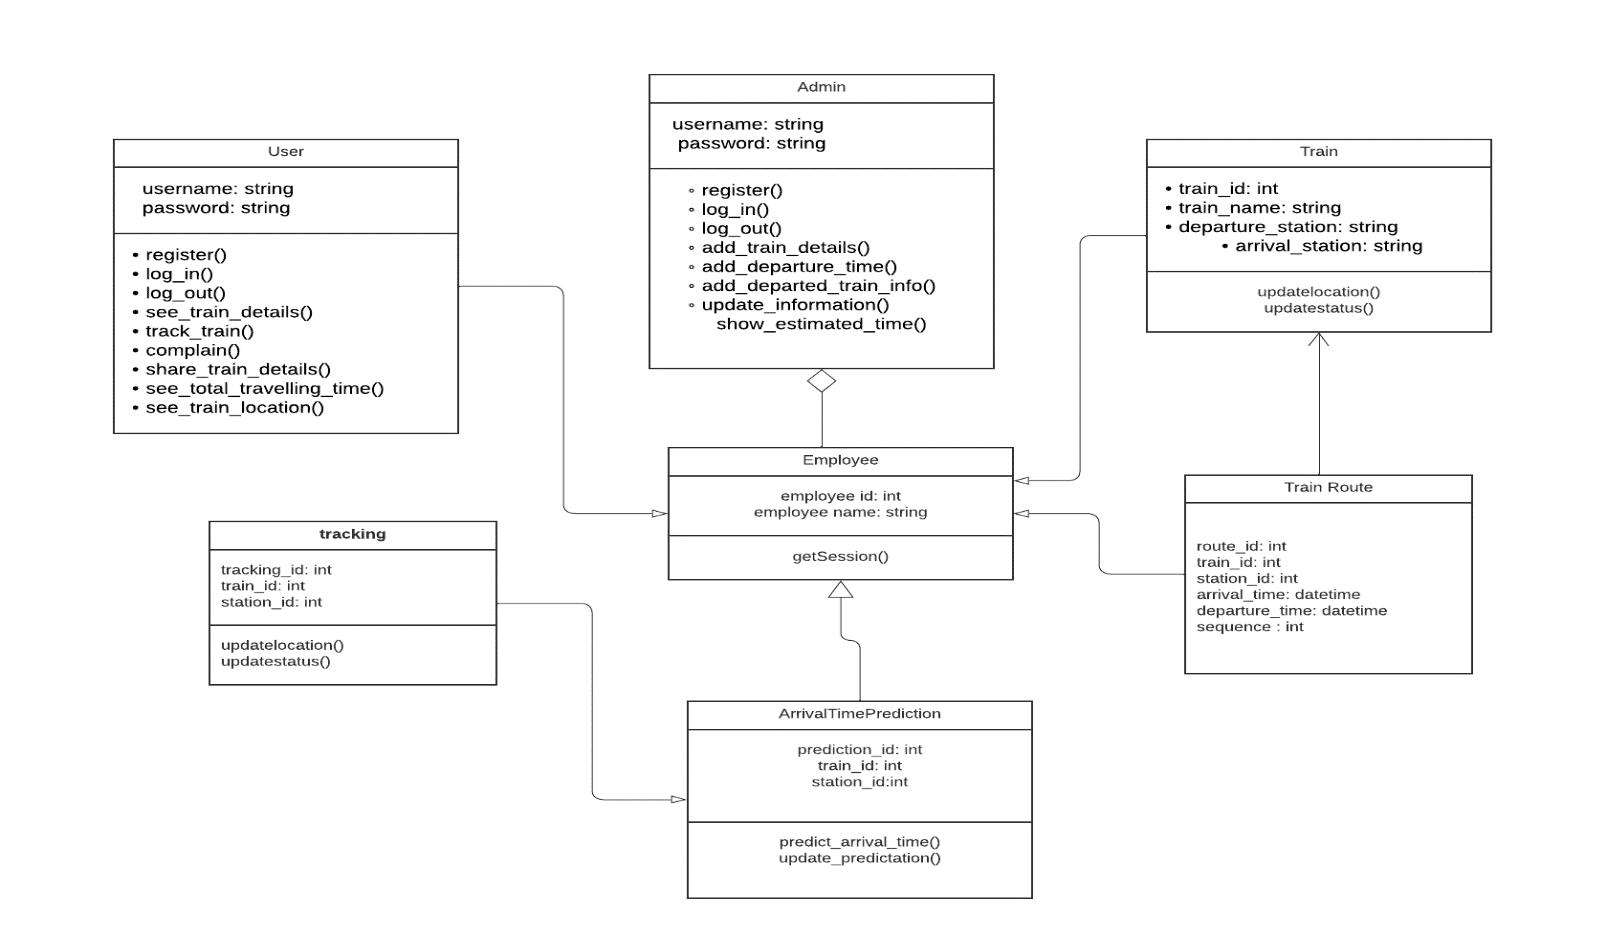 Admin
username: string
password: string
• register()
• log_in()
• log_out()
• add_train_details()
• add_departure_time()
• add_departed_train_info()
• update_information()
show_estimated_time()
User
username: string
password: string
• register()
• log_in()
• log_out()
• see_train_details()
• track_train()
• complain()
• share_train_details()
• see_total_travelling_time()
• see_train_location()
Train
• train_id: int
• train_name: string
• departure_station: string
• arrival_station: string
updatelocation()
updatestatus()
Employee
employee id: int
employee name: string
getSession()
Train Route
route_id: int
train_id: int
station_id: int
arrival_time: datetime
departure_time: datetime
sequence : int
tracking
tracking_id: int
train_id: int
station_id: int
updatelocation()
updatestatus()
ArrivalTimePrediction
prediction_id: int
train_id: int
station_id:int
predict_arrival_time()
update_predictation()